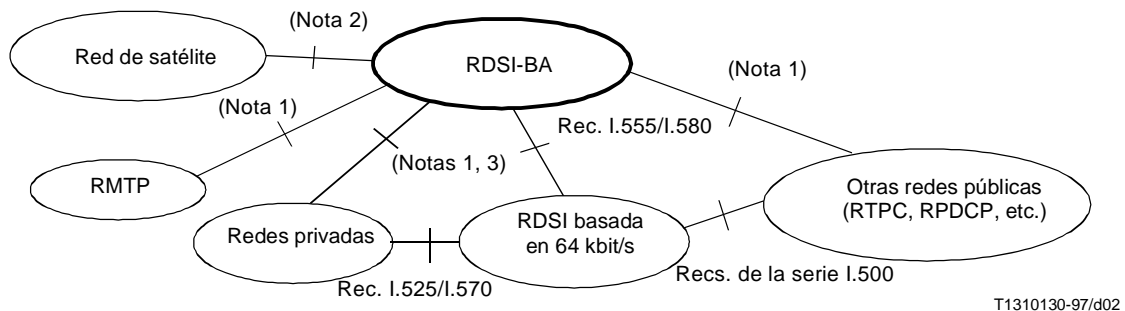 (Nota 2)
Red de satélite
RDSI-BA
(Nota 1)
(Nota 1)
Rec. I.555/I.580
(Notas 1, 3)
RMTP
Otras redes públicas
(RTPC, RPDCP, etc.)
Redes privadas
RDSI basada
en 64 kbit/s
Rec. I.525/I.570
Recs. de la serie I.500
T1310130-97/d02